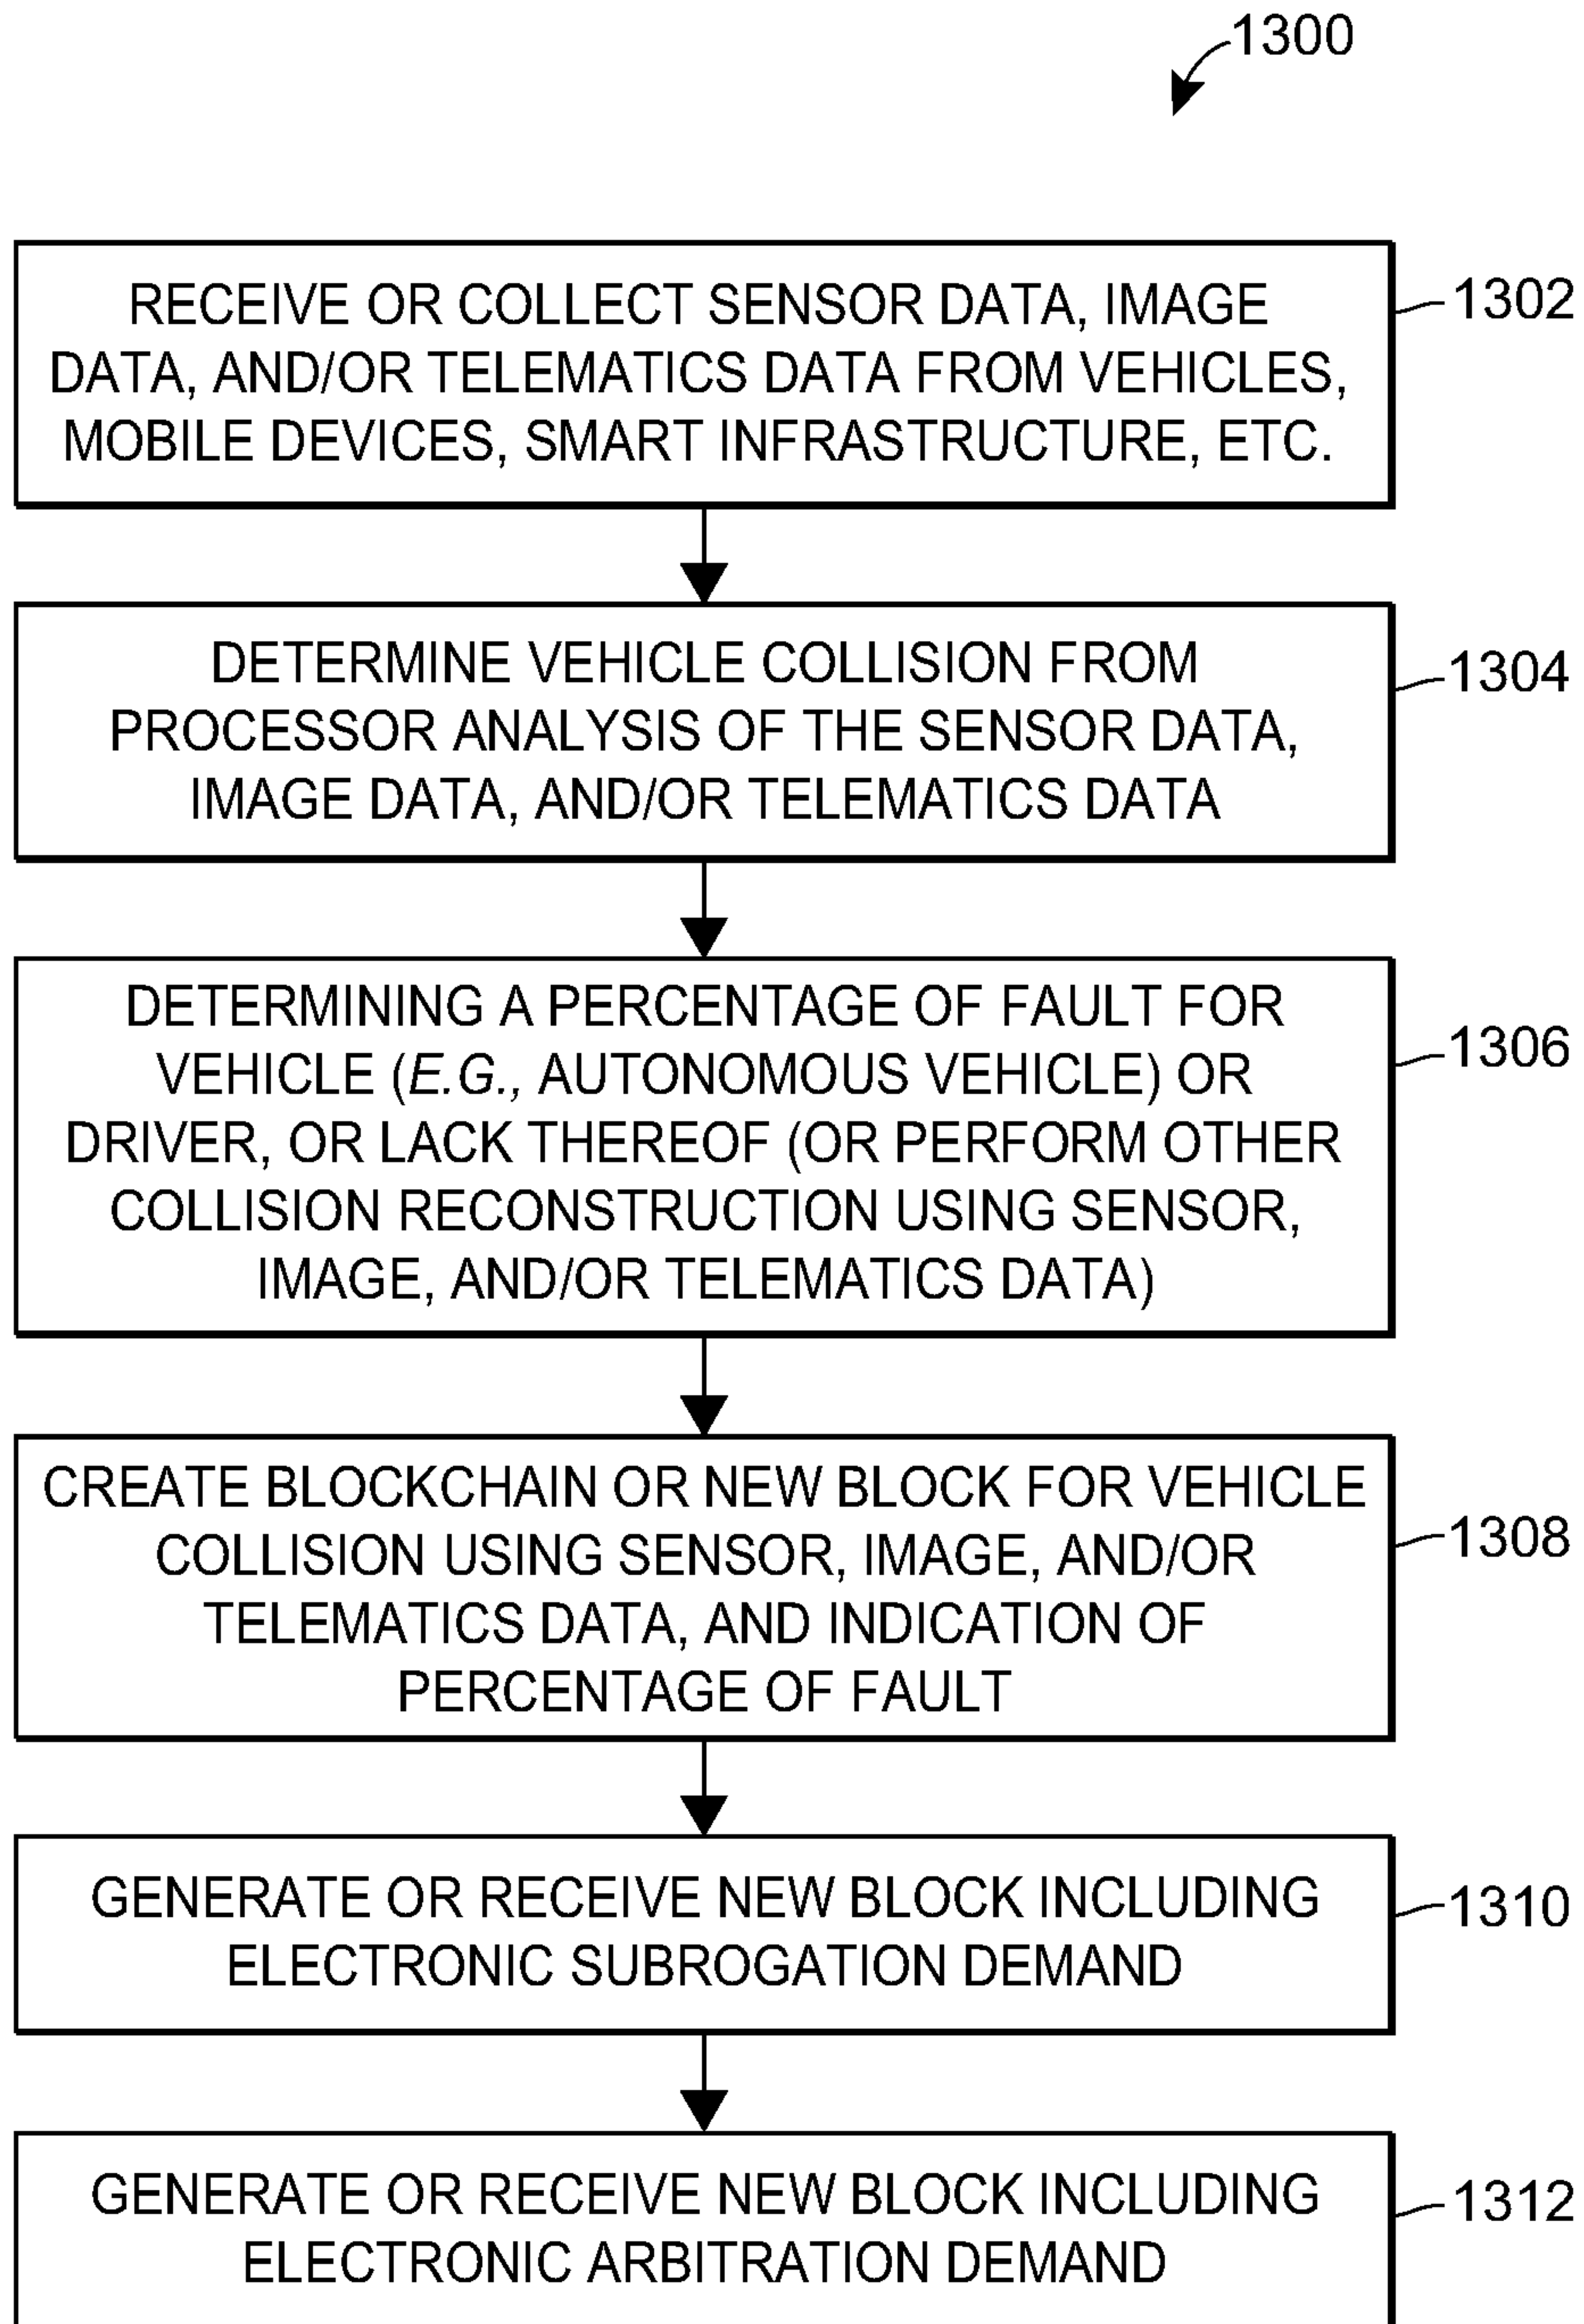 1300
RECEIVE OR COLLECT SENSOR DATA, IMAGE
DATA, AND/OR TELEMATICS DATA FROM VEHICLES,
MOBILE DEVICES, SMART INFRASTRUCTURE, ETC.
1302
DETERMINE VEHICLE COLLISION FROM
PROCESSOR ANALYSIS OF THE SENSOR DATA,
IMAGE DATA, AND/OR TELEMATICS DATA
1304
DETERMINING A PERCENTAGE OF FAULT FOR
VEHICLE (E.G., AUTONOMOUS VEHICLE) OR
DRIVER, OR LACK THEREOF (OR PERFORM OTHER
COLLISION RECONSTRUCTION USING SENSOR,
IMAGE, AND/OR TELEMATICS DATA)
1306
CREATE BLOCKCHAIN OR NEW BLOCK FOR VEHICLE
COLLISION USING SENSOR, IMAGE, AND/OR
TELEMATICS DATA, AND INDICATION OF
PERCENTAGE OF FAULT
1308
GENERATE OR RECEIVE NEW BLOCK INCLUDING
ELECTRONIC SUBROGATION DEMAND
1310
GENERATE OR RECEIVE NEW BLOCK INCLUDING
ELECTRONIC ARBITRATION DEMAND
1312